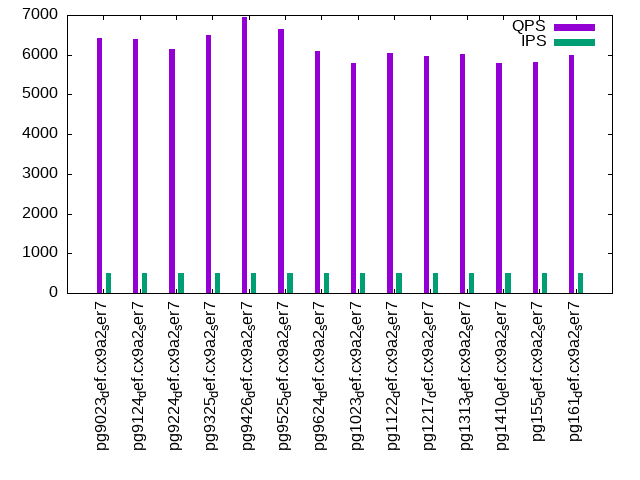 7000
6000
5000
4000
3000
2000
1000
0
QPS
IPS
pg9023def.cx9a2ser7
pg9124def.cx9a2ser7
pg9224def.cx9a2ser7
pg9325def.cx9a2ser7
pg9426def.cx9a2ser7
pg9525def.cx9a2ser7
pg9624def.cx9a2ser7
pg1023def.cx9a2ser7
pg1122def.cx9a2ser7
pg1217def.cx9a2ser7
pg1313def.cx9a2ser7
pg1410def.cx9a2ser7
pg155def.cx9a2ser7
pg161def.cx9a2ser7